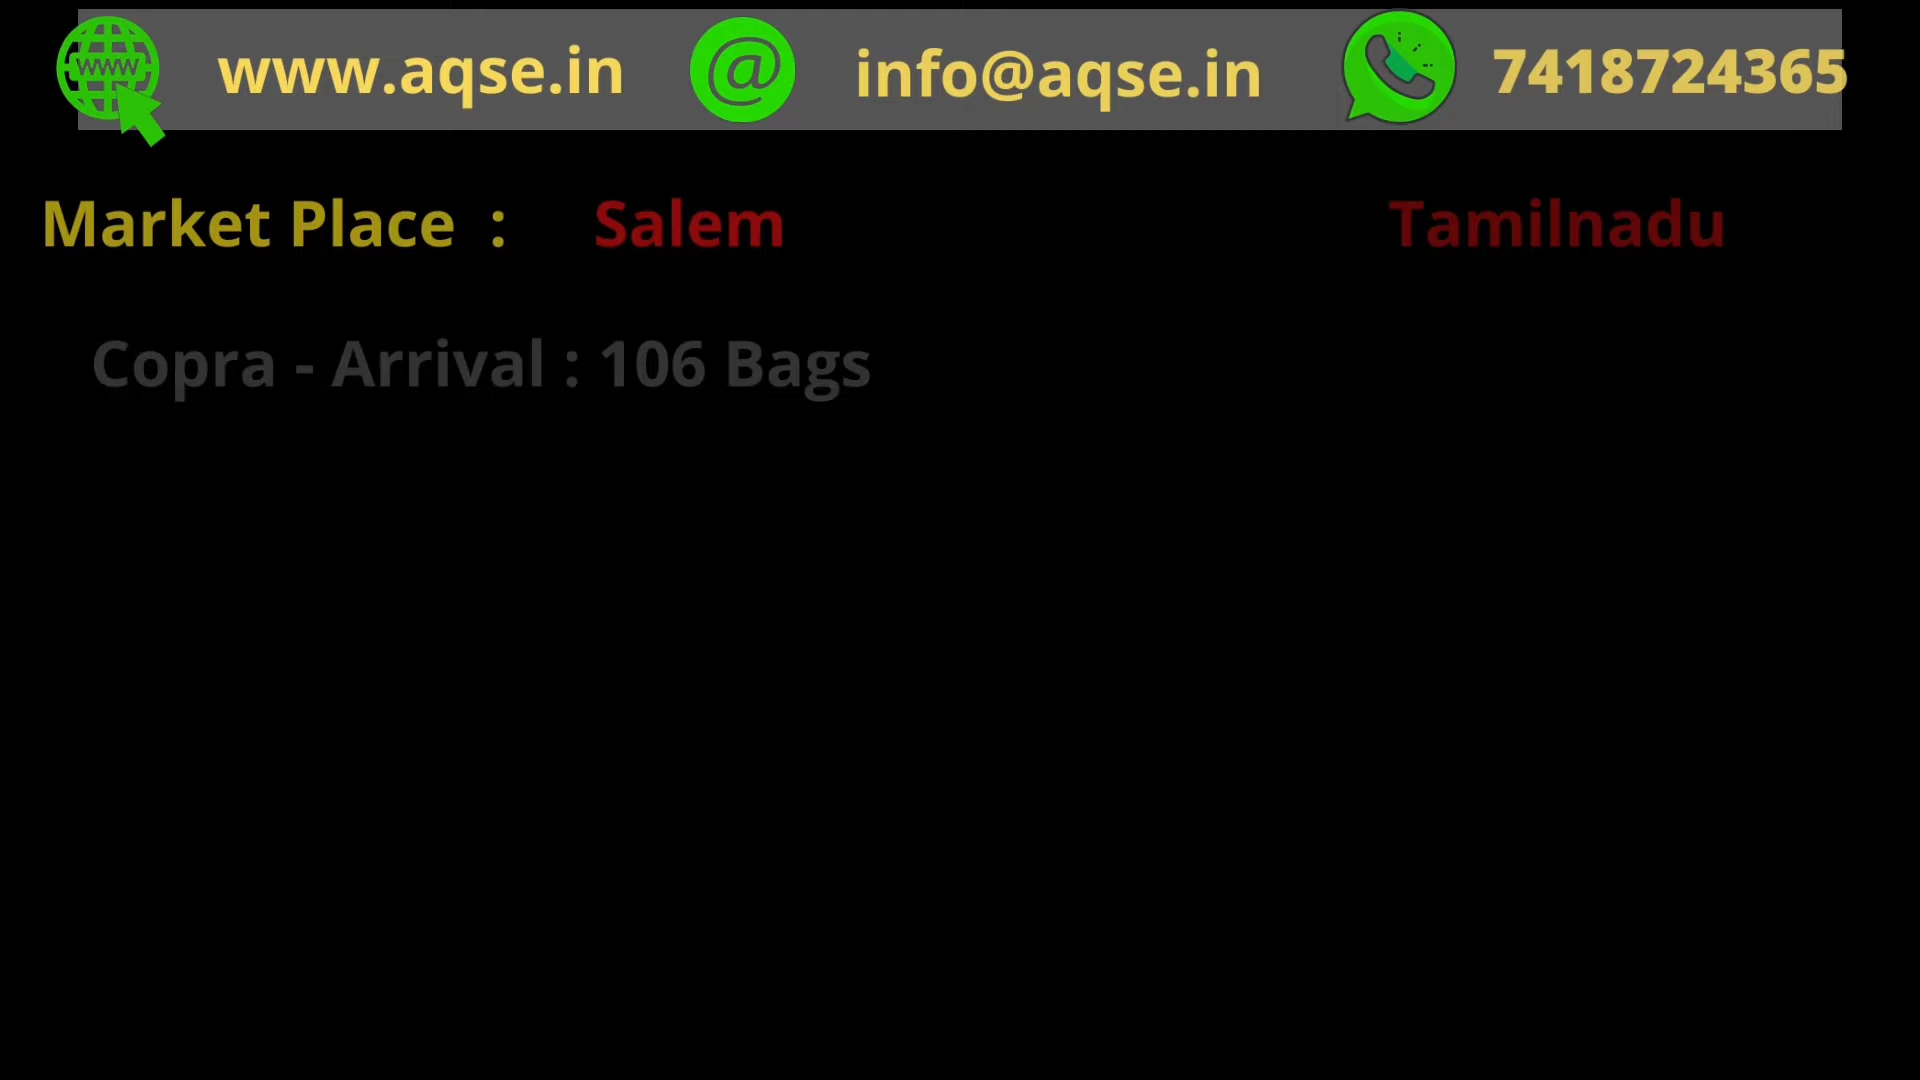 www www.aqse.in @ info@aqse.in 7418724365
Market Place : Salem Tamilnadu
Copra - Arrival : 106 Bags